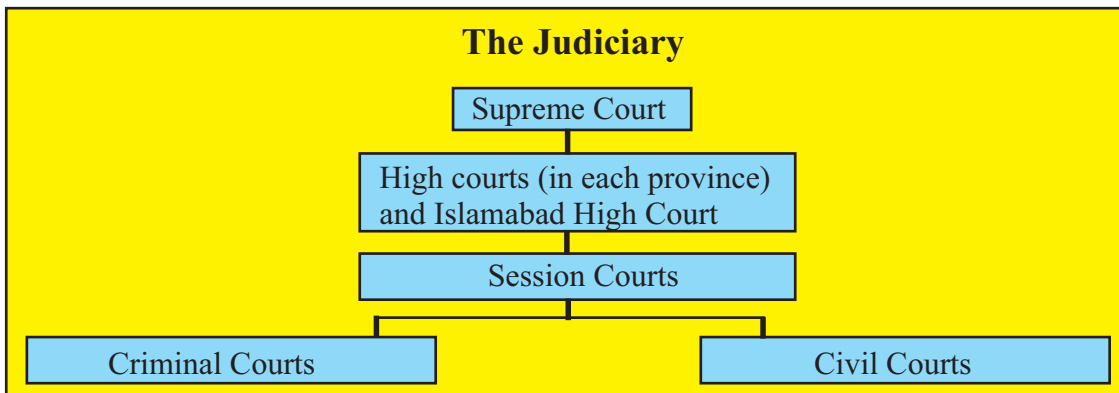 The Judiciary
Supreme Court
High courts (in each province)
and Islamabad High Court
Session Courts
Criminal Courts
Civil Courts